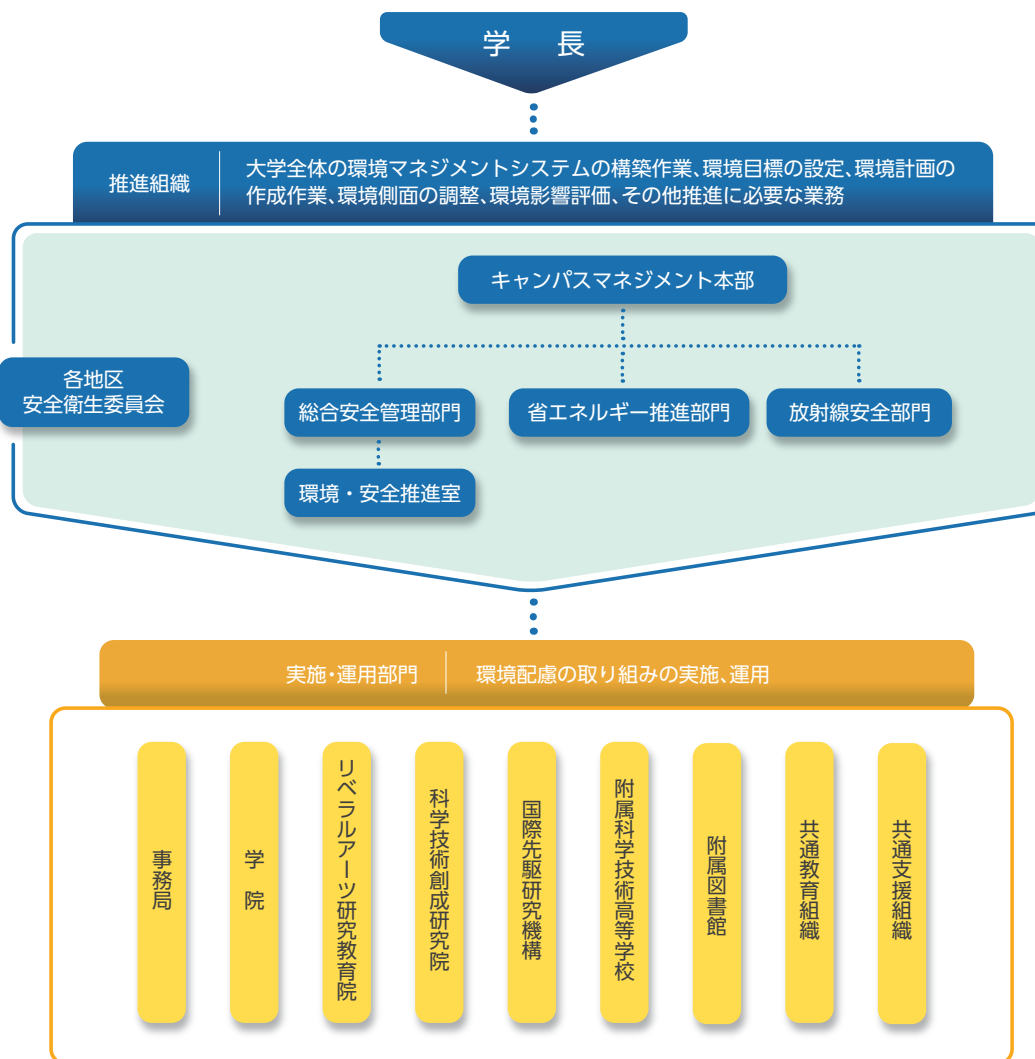 学 長
推進組織
大学全体の環境マネジメントシステムの構築作業、環境目標の設定、環境計画の
作成作業、環境側面の調整、環境影響評価、その他推進に必要な業務
キャンパスマネジメント本部
各地区
安全衛生委員会
総合安全管理部門
省エネルギー推進部門
放射線安全部門
環境・安全推進室
実施・運用部門
環境配慮の取り組みの実施、運用
事務局
学 院
リベラルアーツ研究教育院
科学技術創成研究院
国際先駆研究機構
附属科学技術高等学校
附属図書館
共通教育組織
共通支援組織